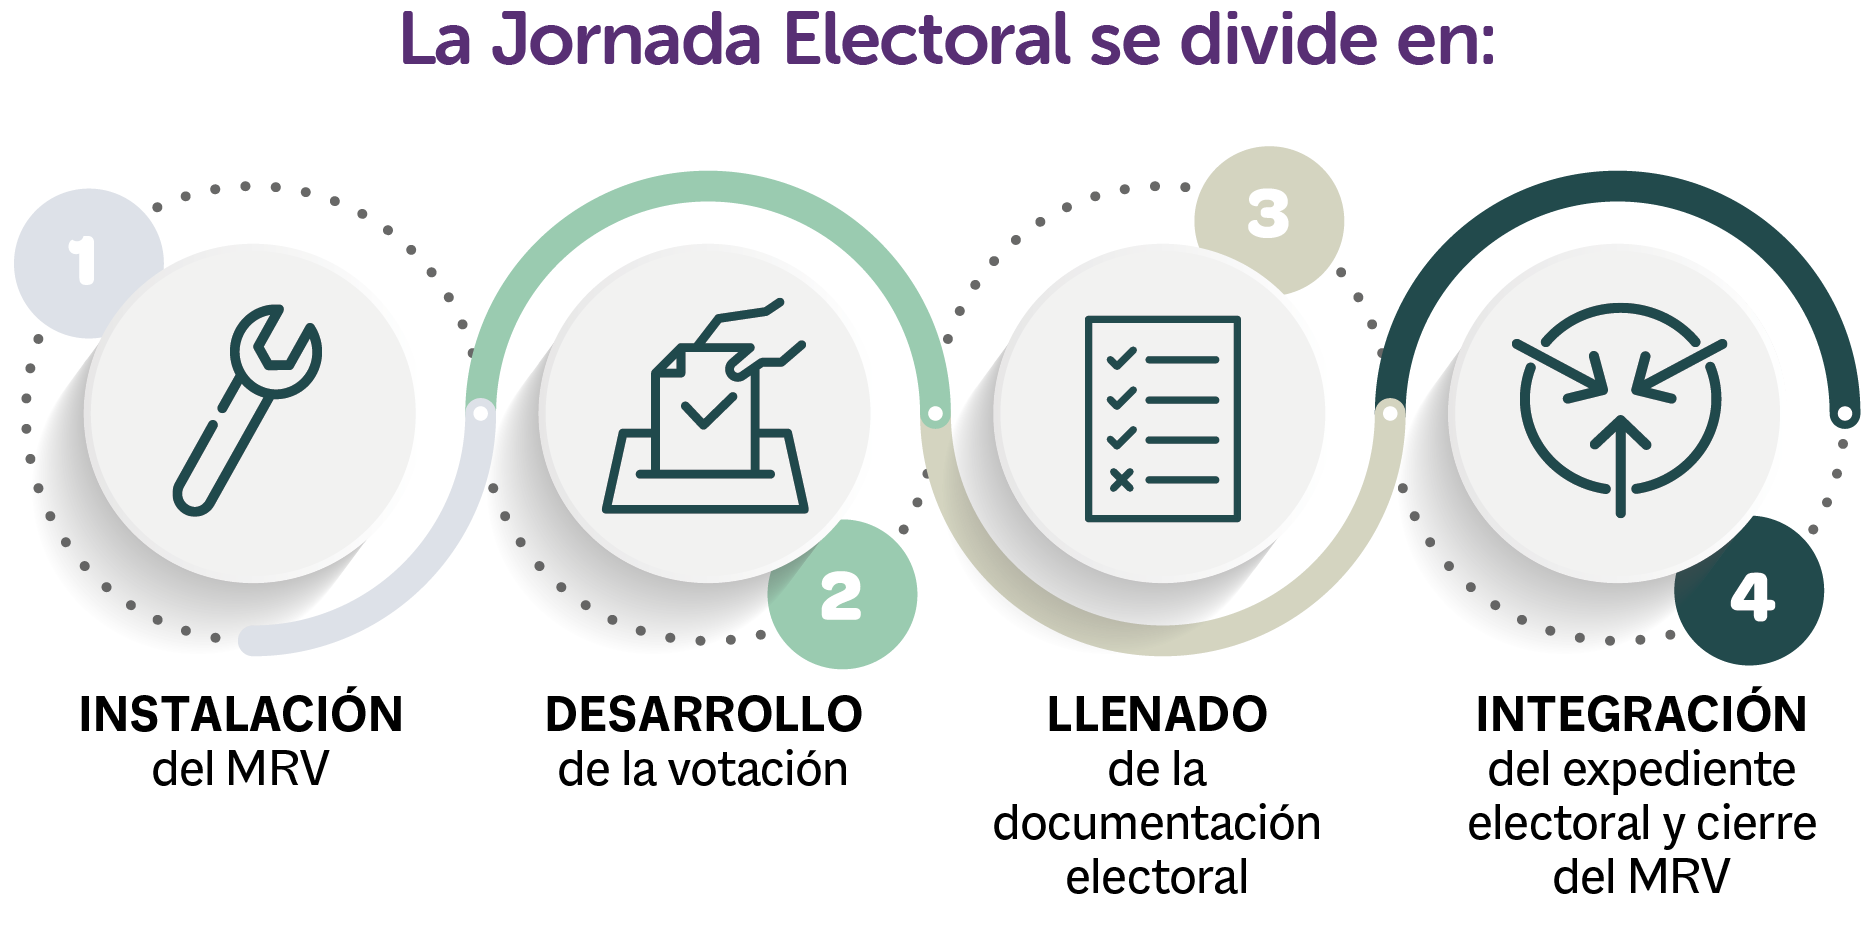 La Jornada Electoral se divide en:
1
INSTALACIÓN
del MRV
2
DESARROLLO
de la votación
3
LLENADO
de la
documentación
electoral
4
INTEGRACIÓN
del expediente
electoral y cierre
del MRV